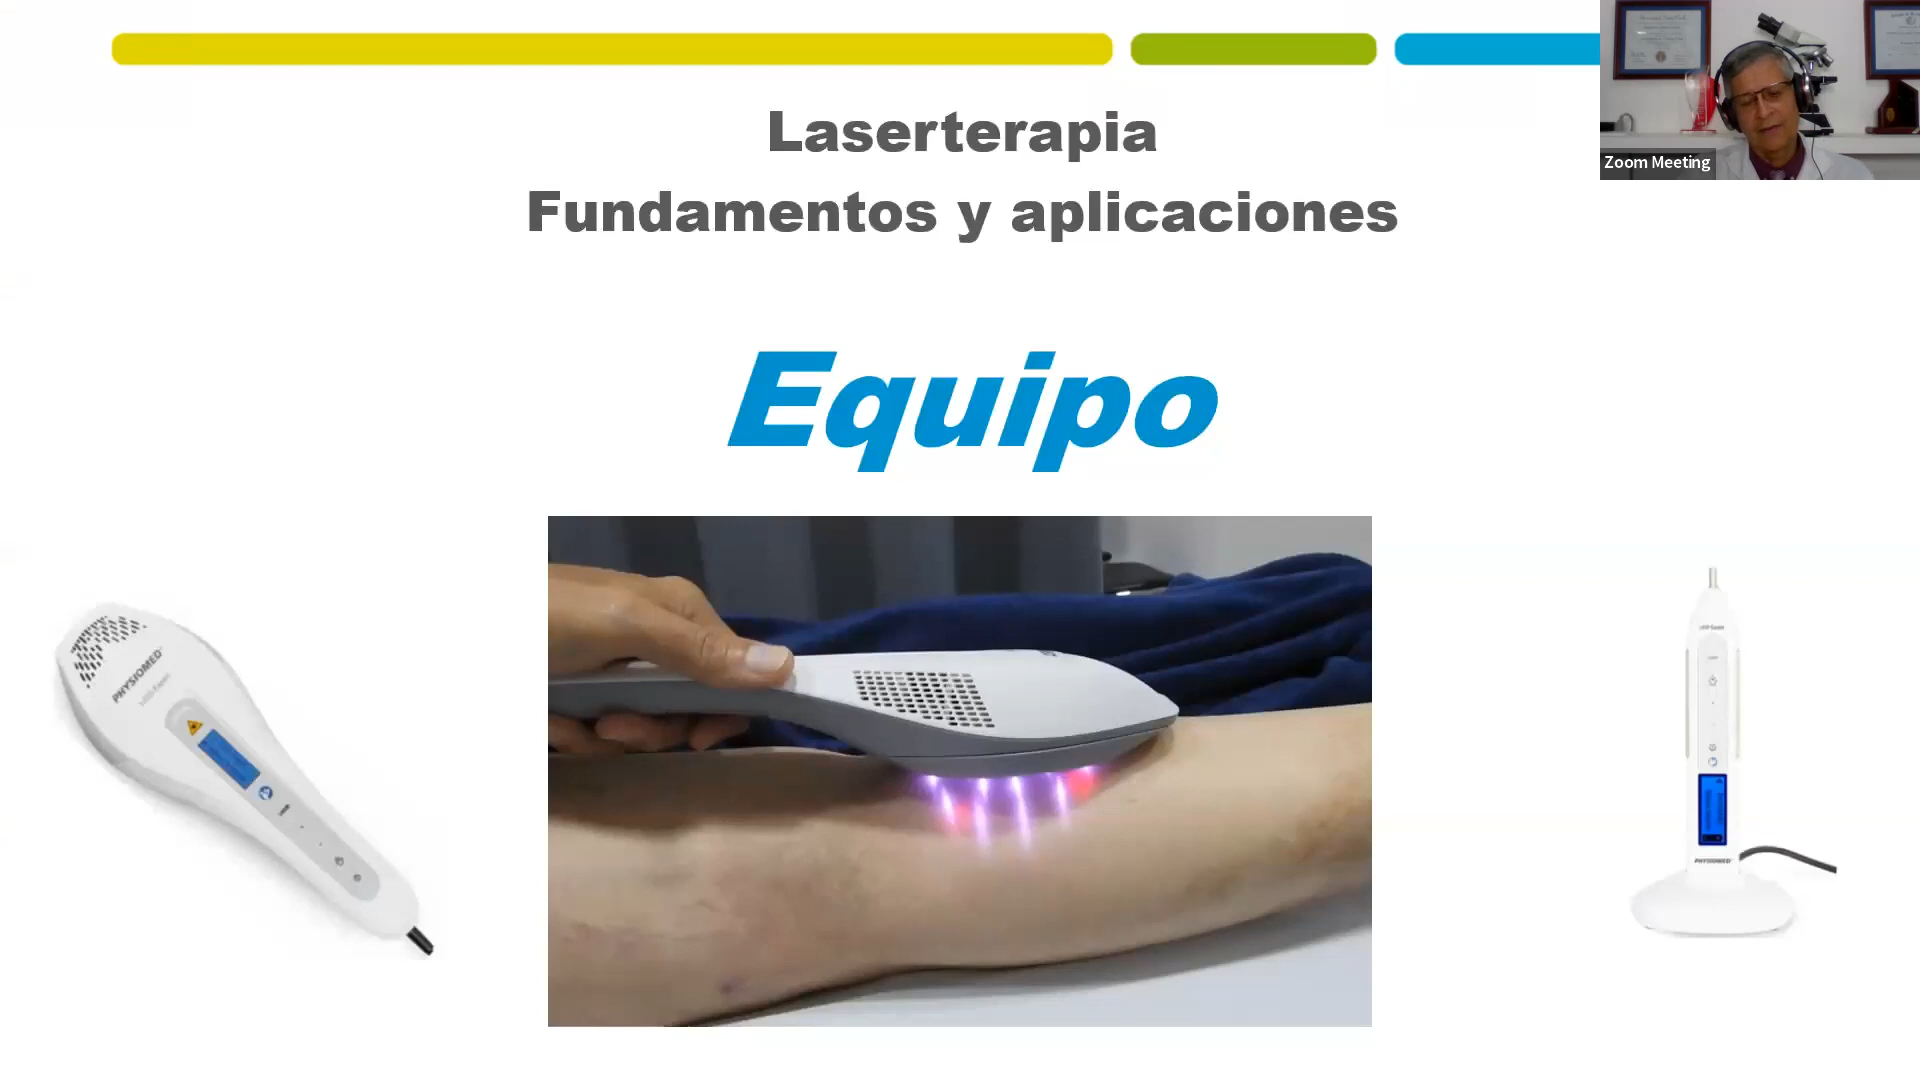 Laserterapia
Fundamentos y aplicaciones
Zoom Meeting
Equipo
PHYSIOMED
PHYSIOMED